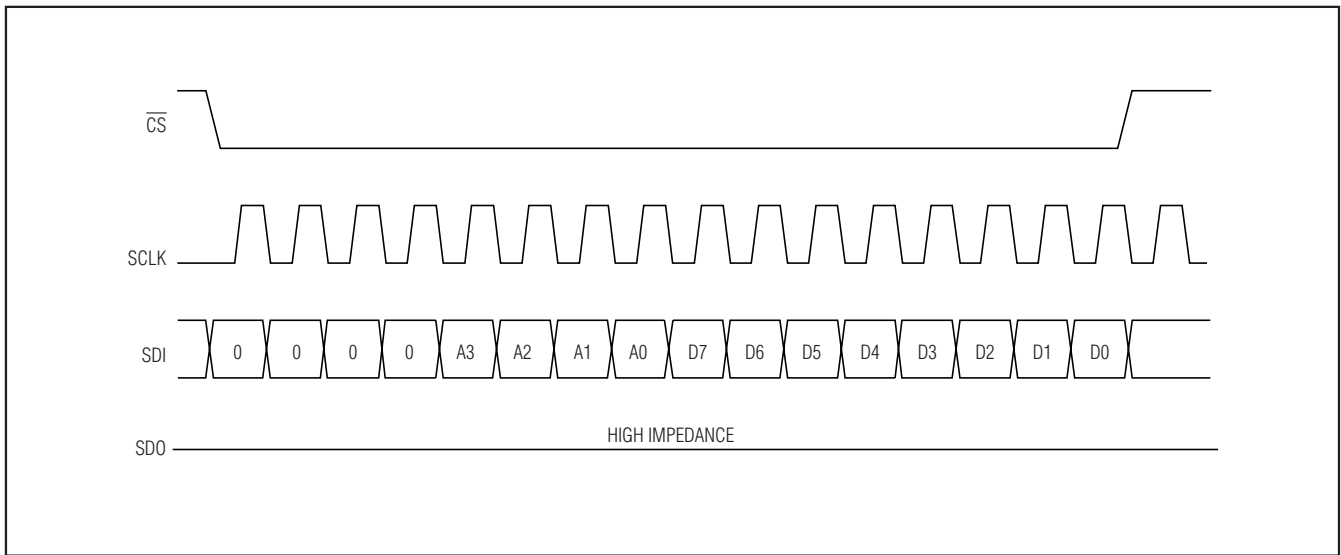 CS
SCLK
SDI 0 0 0 0 A3 A2 A1 A0 D7 D6 D5 D4 D3 D2 D1 D0
HIGH IMPEDANCE
SDO